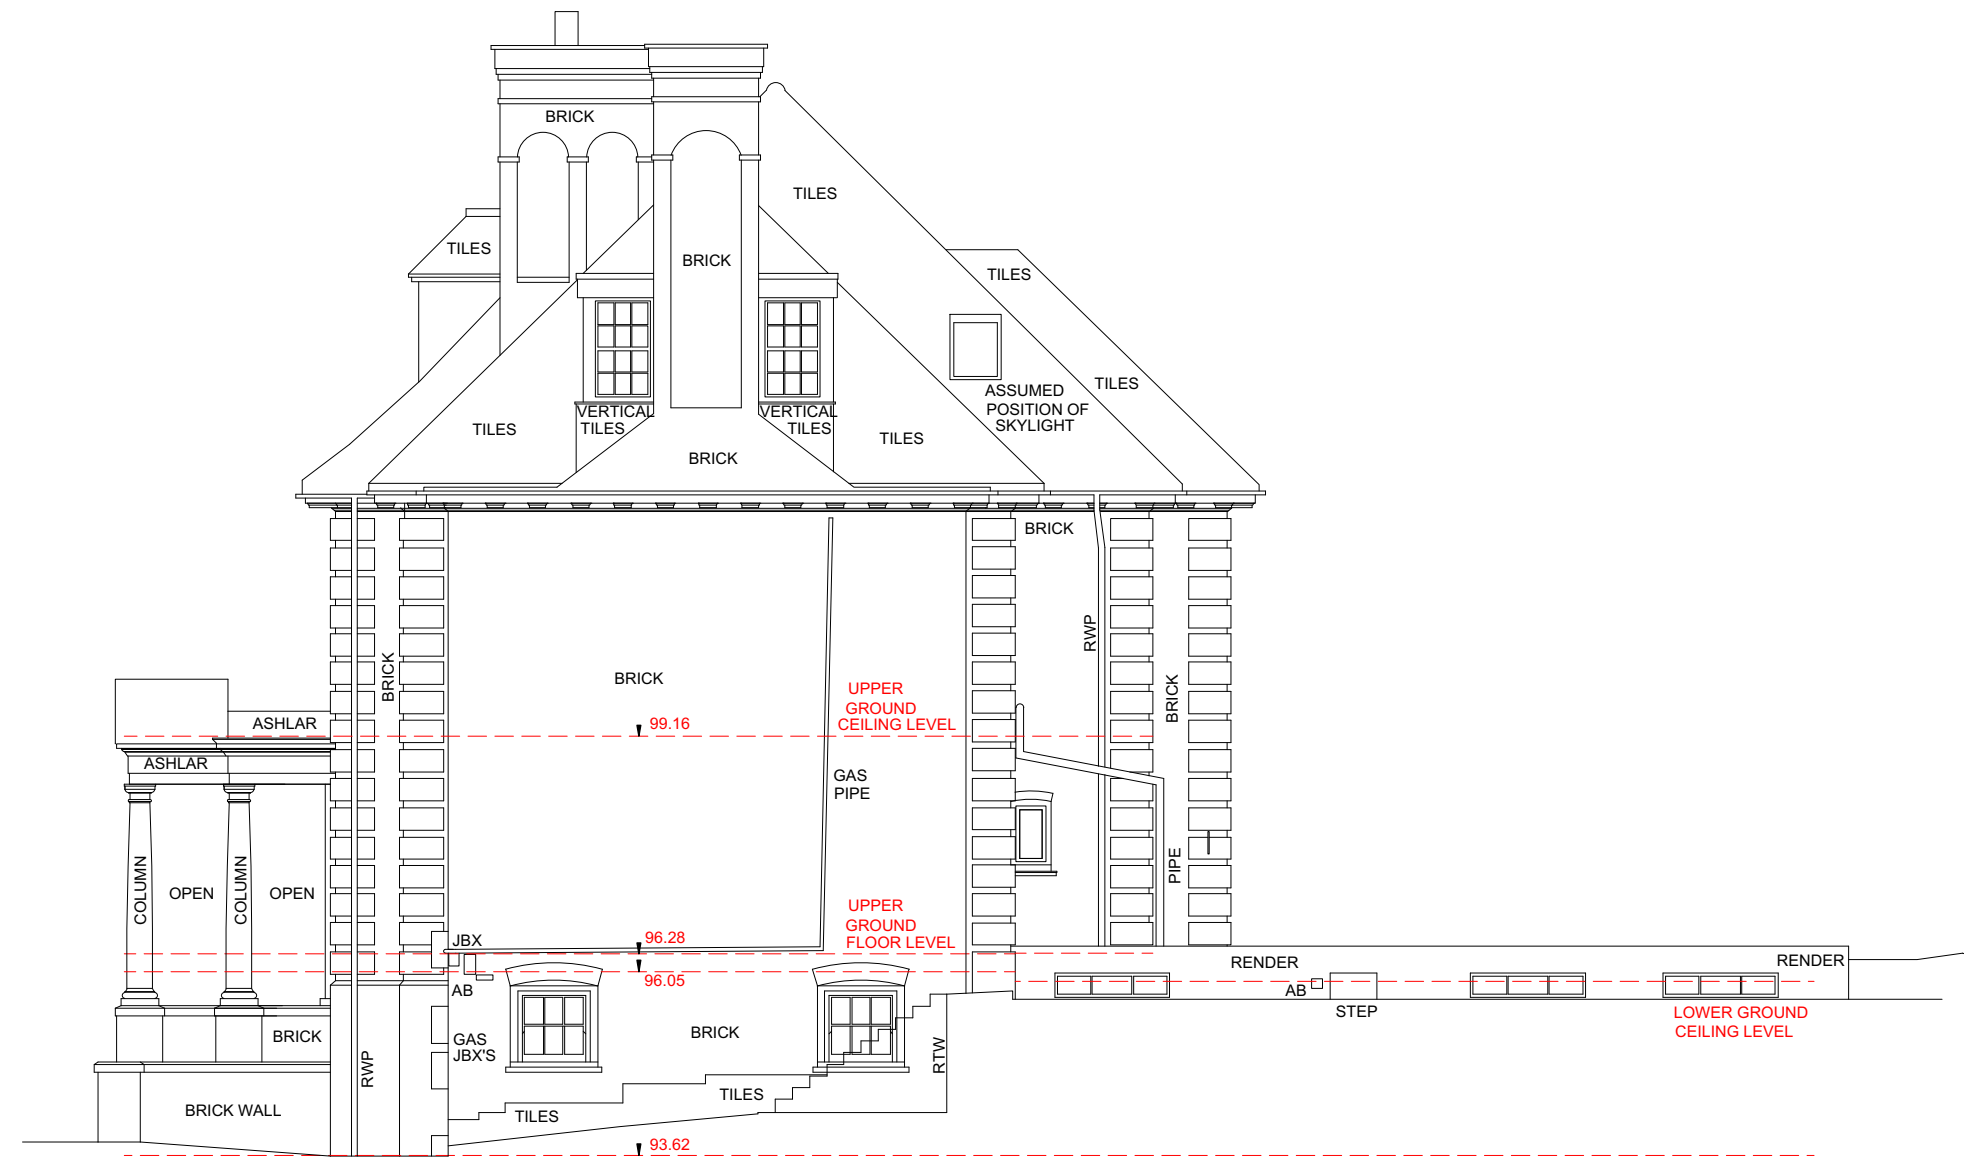 BRICK
TILES
TILES
BRICK
TILES
TILES
ASSUMED
POSITION OF
SKYLIGHT
VERTICAL
TILES
VERTICAL
TILES
TILES
TILES
BRICK
BRICK
RWP
BRICK
BRICK
BRICK
UPPER
GROUND
CEILING LEVEL
99.16
ASHLAR
ASHLAR
GAS
PIPE
COLUMN
OPEN
COLUMN
OPEN
PIPE
UPPER
GROUND
FLOOR LEVEL
JBX
96.28
96.05
AB
RENDER
RENDER
AB
STEP
LOWER GROUND
CEILING LEVEL
BRICK
GAS
JBX'S
BRICK
RWP
RTW
BRICK WALL
TILES
TILES
93.62